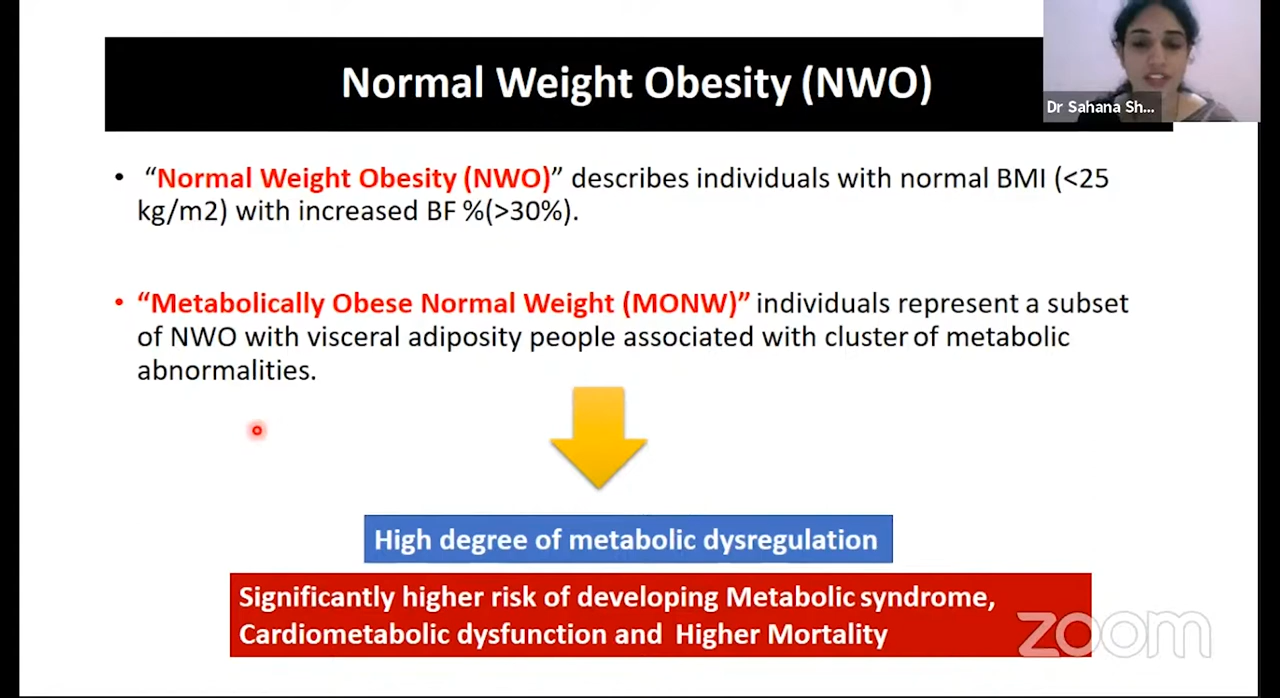 Normal Weight Obesity (NWO)
Dr Sahana Sh...
• “Normal Weight Obesity (NWO)” describes individuals with normal BMI (<25
kg/m2) with increased BF %(>30%).
• “Metabolically Obese Normal Weight (MONW)” individuals represent a subset
of NWO with visceral adiposity people associated with cluster of metabolic
abnormalities.
High degree of metabolic dysregulation
Significantly higher risk of developing Metabolic syndrome,
Cardiometabolic dysfunction and Higher Mortality
zoom